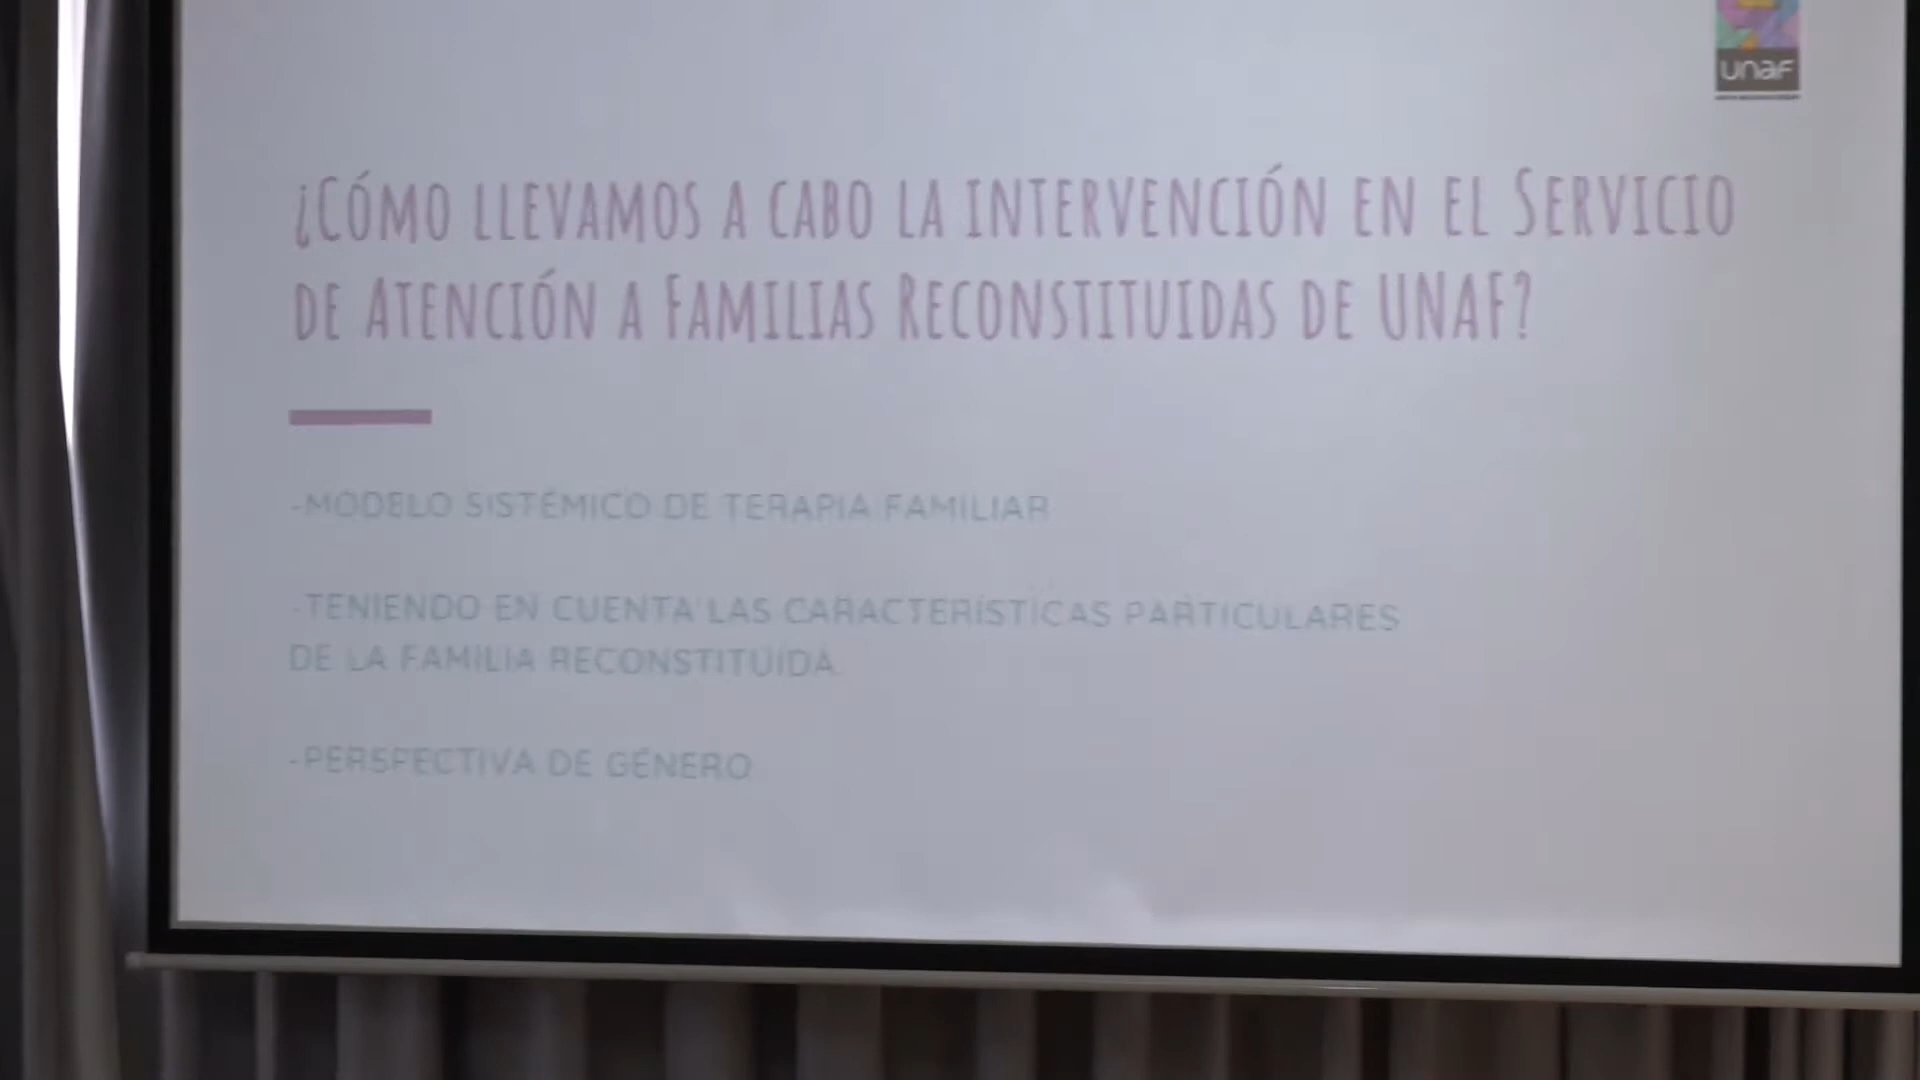 unaf
¿Cómo llevamos a cabo la intervención en el Servicio
de Atención a Familias Reconstituidas de UNAF?
-MODELO SISTÉMICO DE TERAPIA FAMILIAR
-TENIENDO EN CUENTA LAS CARACTERÍSTICAS PARTICULARES
DE LA FAMILIA RECONSTITUIDA.
-PERSPECTIVA DE GÉNERO